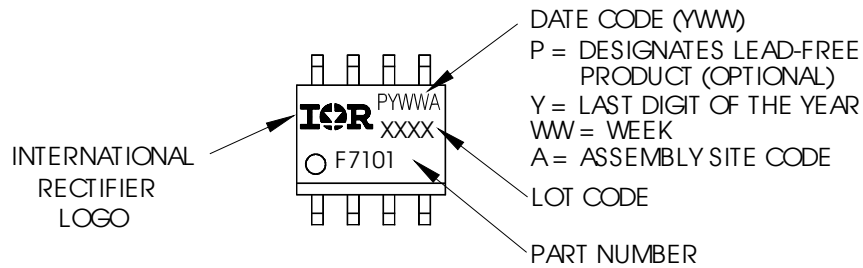 DATE CODE (YWW)
P = DESIGNATES LEAD-FREE
PRODUCT (OPTIONAL)
Y = LAST DIGIT OF THE YEAR
WW = WEEK
A = ASSEMBLY SITE CODE
LOT CODE
PART NUMBER
INTERNATIONAL
RECTIFIER
LOGO
IOR
PYWWA
XXXX
F7101